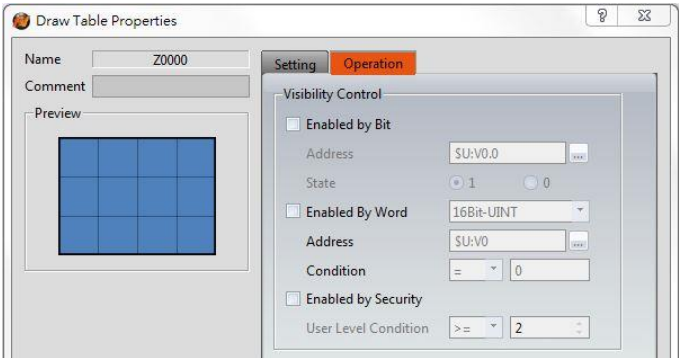 Draw Table Properties
Name Z0000
Comment
Preview
Setting Operation
Visibility Control
Enabled by Bit
Address $U:V0.0 ...
State 1 0
Enabled By Word 16Bit-UINT
Address $U:V0 ...
Condition = 0
Enabled by Security
User Level Condition >= 2